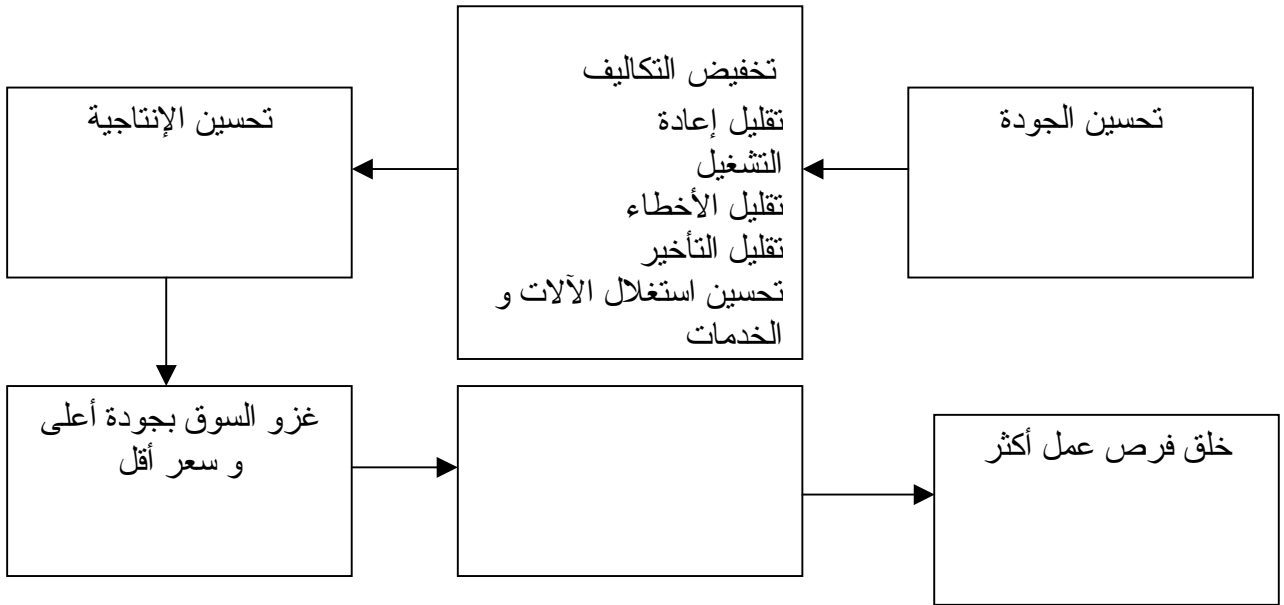 تحسين الجودة
تخفيض التكاليف
تقليل إعادة
التشغيل
تقليل الأخطاء
تقليل التأخير
تحسين استغلال الآلات و
الخدمات
تحسين الإنتاجية
غزو السوق بجودة أعلى
و سعر أقل
خلق فرص عمل أكثر